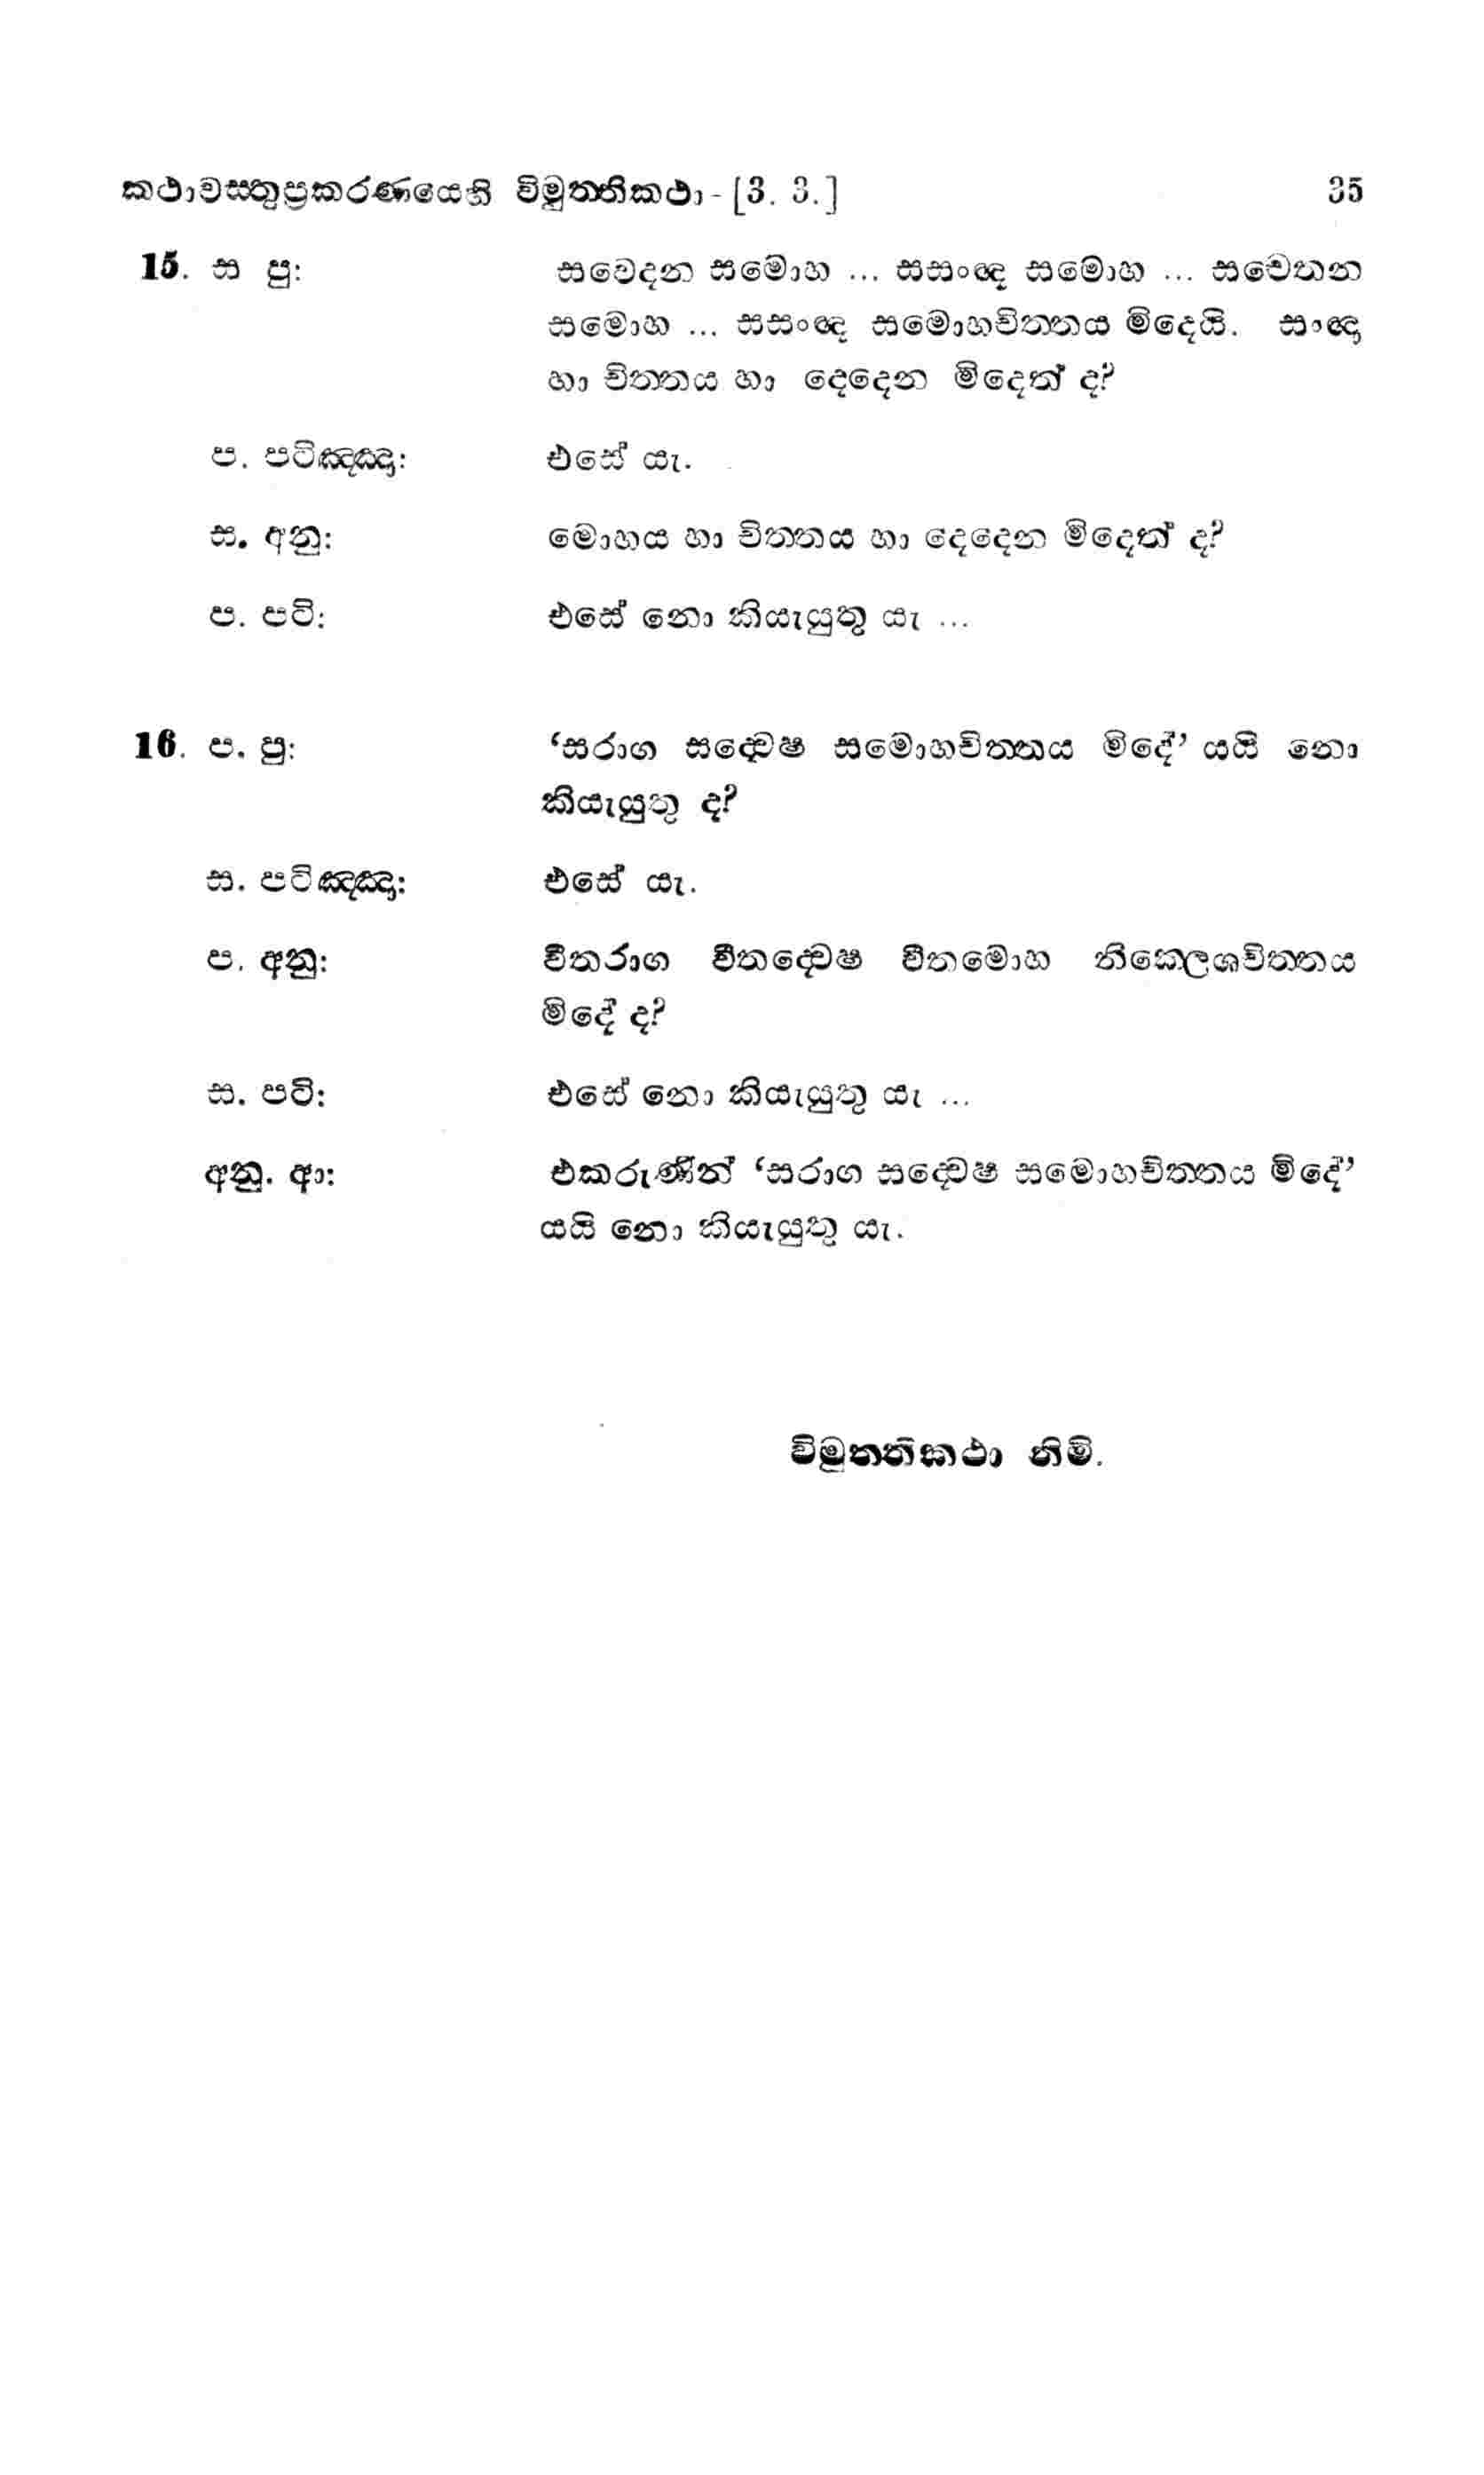 කථාවස්තුප්‍රකරණයෙහි විමුත්තිකථා - [3. 3.] 35
15. ස පු: සවෙදන සමොහ ... සසංඥ සමොහ ... සචෙතන
සමොහ ... සසංඥ සමොහචිත්තය මිදෙයි. සංඥා
හා චිත්තය හා දෙදෙන මිදෙත් ද?
ප. පටිඤ්ඤා: එසේ යැ.
ස. අනු: මොහය හා චිත්තය හා දෙදෙන මිදෙත් ද?
ප. පටි: එසේ නො කියැයුතු යැ ...
16. ප. පු: ‘සරාග සද්වෙෂ සමොහචිත්තය මිදේ’ යයි නො
කියැයුතු ද?
ස. පටිඤ්ඤා: එසේ යැ.
ප. අනු: වීතරාග වීතද්වෙෂ වීතමොහ නික්ලෙශචිත්තය
මිදේ ද?
ස. පටි: එසේ නො කියැයුතු යැ ...
අනු. ආ: එකරුණින් ‘සරාග සද්වෙෂ සමොහචිත්තය මිදේ’
යයි නො කියැයුතු යැ.
විමුත්තිකථා නිමි.